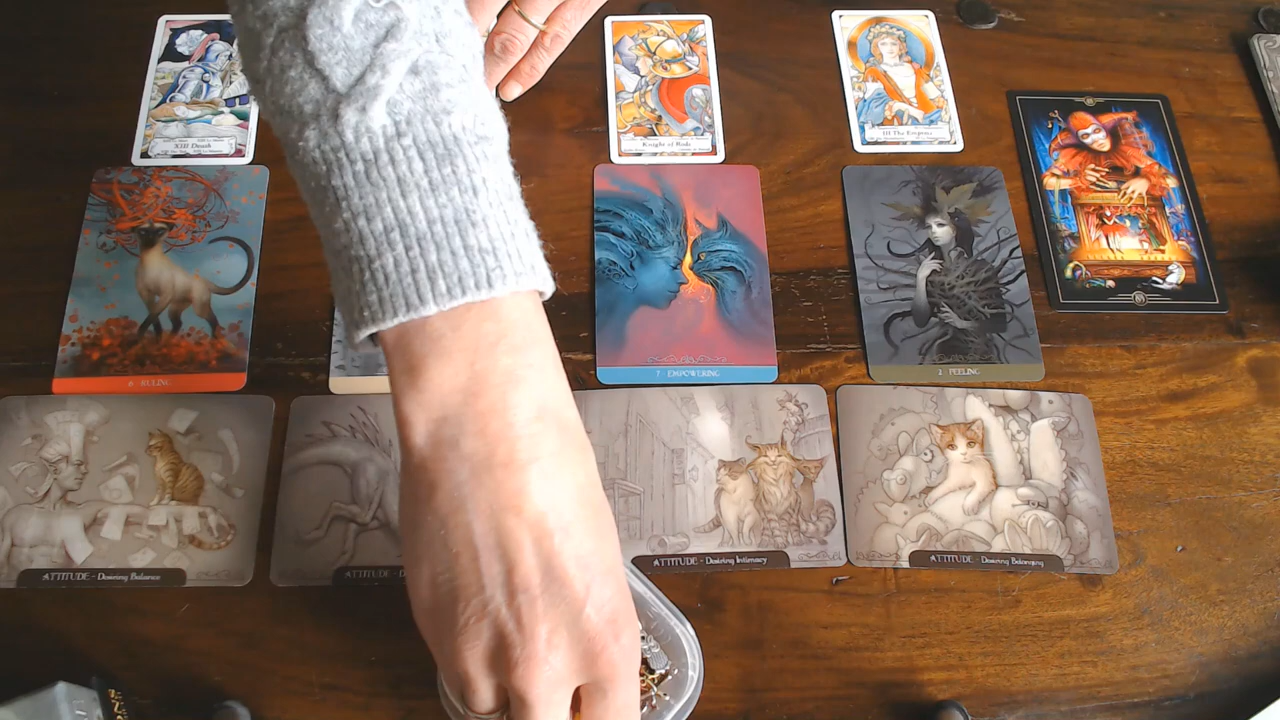 XIII Death
Knight of Rods
III The Empress
6 · RULING
7 · EMPOWERING
2 · FEELING
ATTITUDE - Desiring Balance
ATTITUDE - D
ATTITUDE - Desiring Intimacy
ATTITUDE - Desiring Belonging